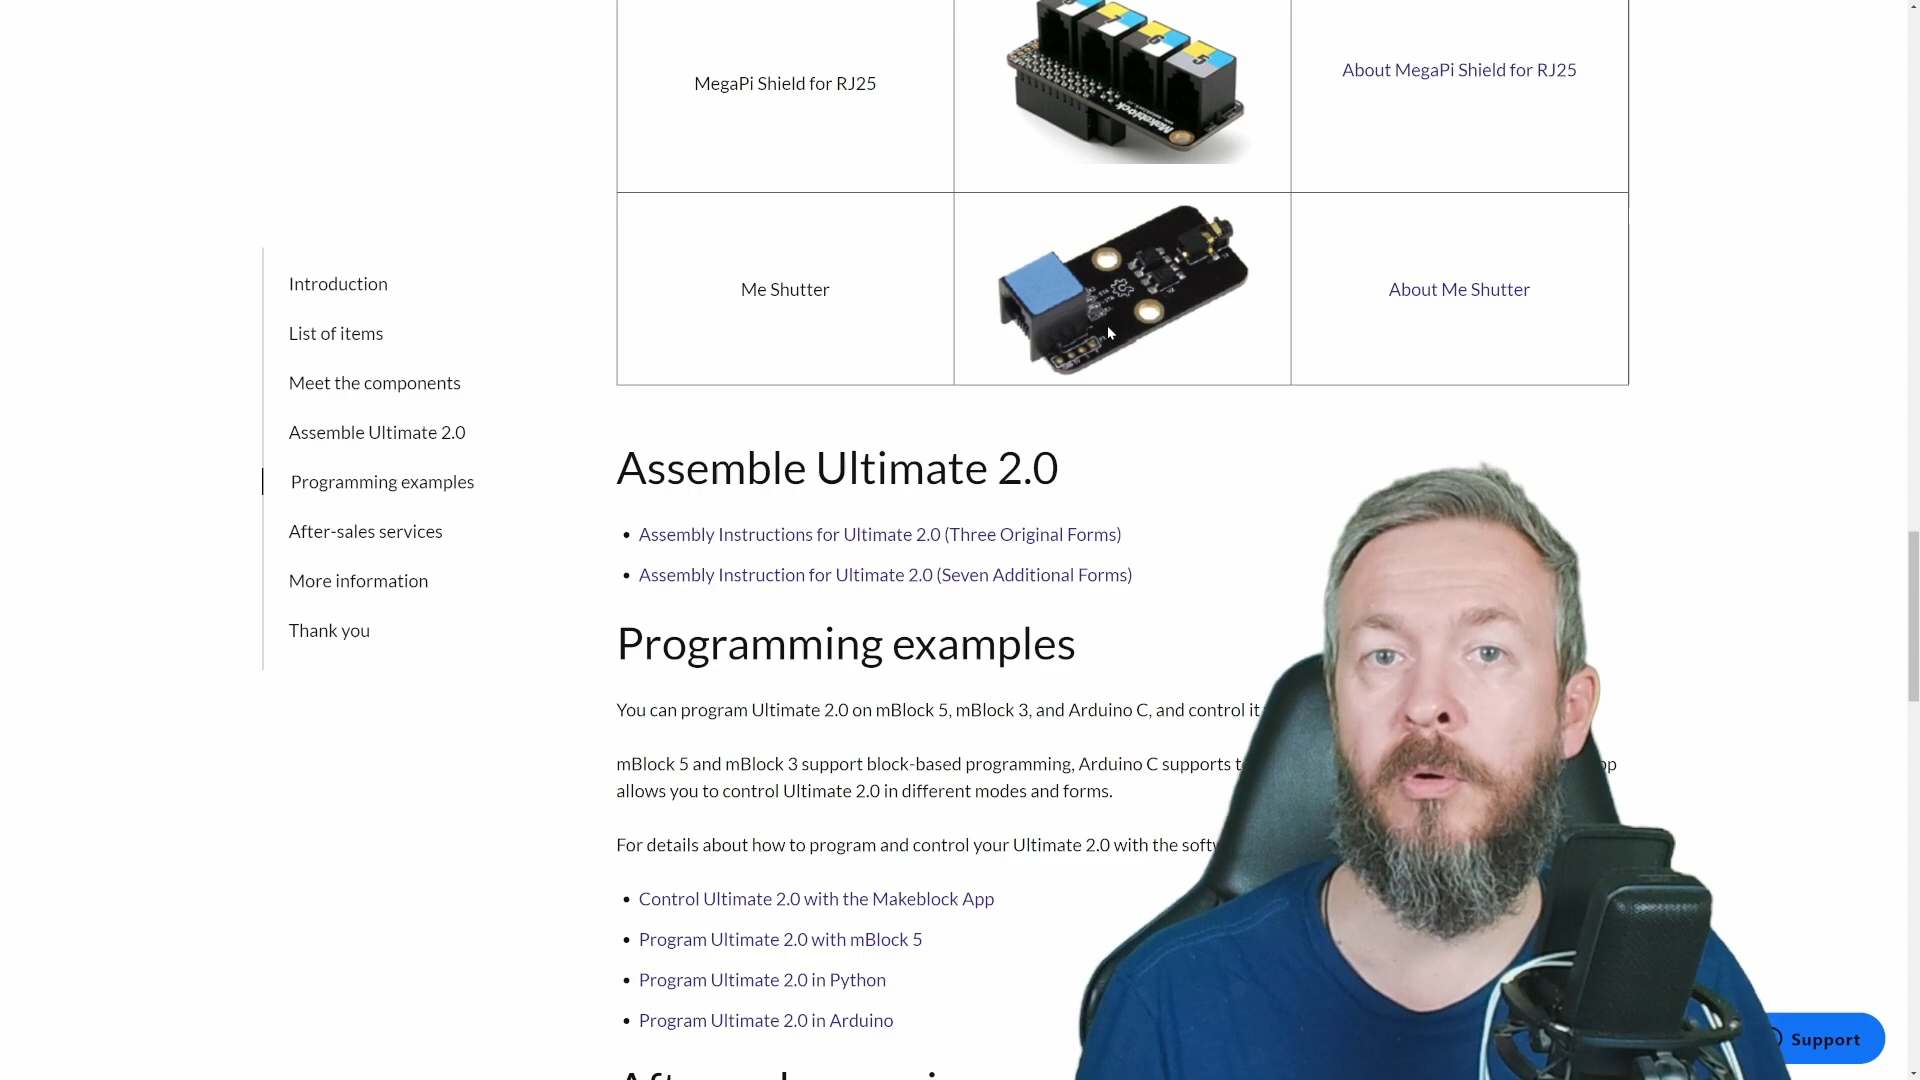 MegaPi Shield for RJ25
6
5
Makeblock
About MegaPi Shield for RJ25
Me Shutter
About Me Shutter
Introduction
List of items
Meet the components
Assemble Ultimate 2.0
Programming examples
After-sales services
More information
Thank you
Assemble Ultimate 2.0
Assembly Instructions for Ultimate 2.0 (Three Original Forms)
Assembly Instruction for Ultimate 2.0 (Seven Additional Forms)
Programming examples
You can program Ultimate 2.0 on mBlock 5, mBlock 3, and Arduino C, and control it
mBlock 5 and mBlock 3 support block-based programming, Arduino C supports
allows you to control Ultimate 2.0 in different modes and forms.
For details about how to program and control your Ultimate 2.0 with the
Control Ultimate 2.0 with the Makeblock App
Program Ultimate 2.0 with mBlock 5
Program Ultimate 2.0 in Python
Program Ultimate 2.0 in Arduino
Support